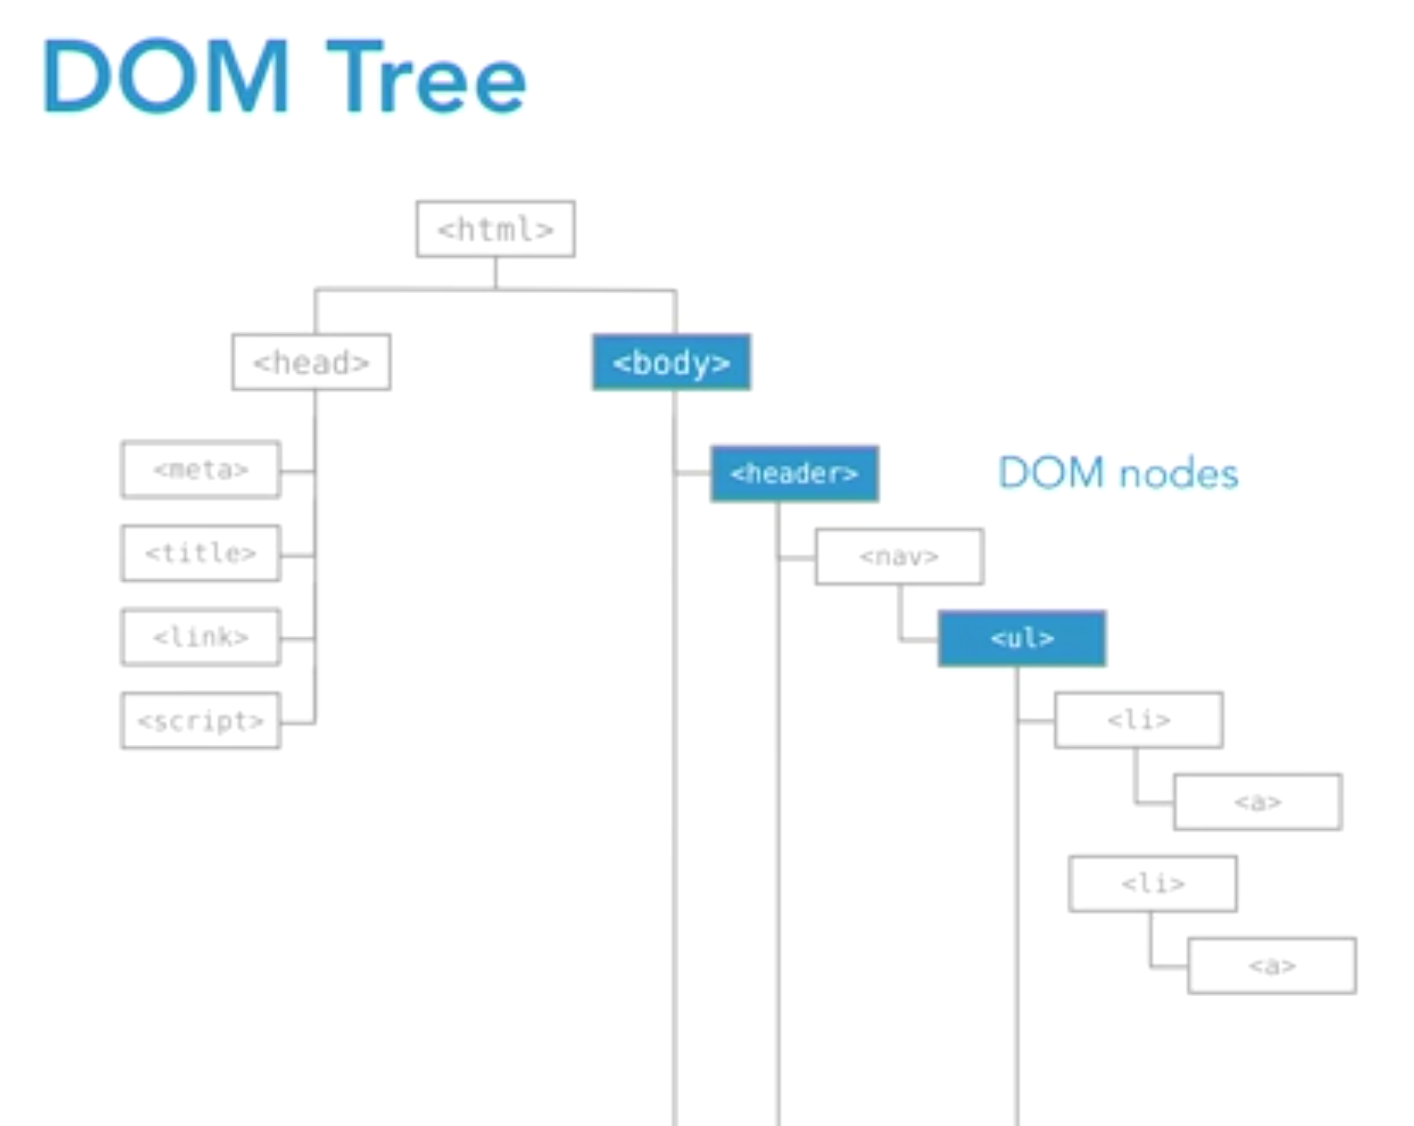 DOM Tree
<html>
<head>
<body>
<meta>
<header>
DOM nodes
<title>
<nav>
<link>
<ul>
<script>
<li>
<a>
<li>
<a>